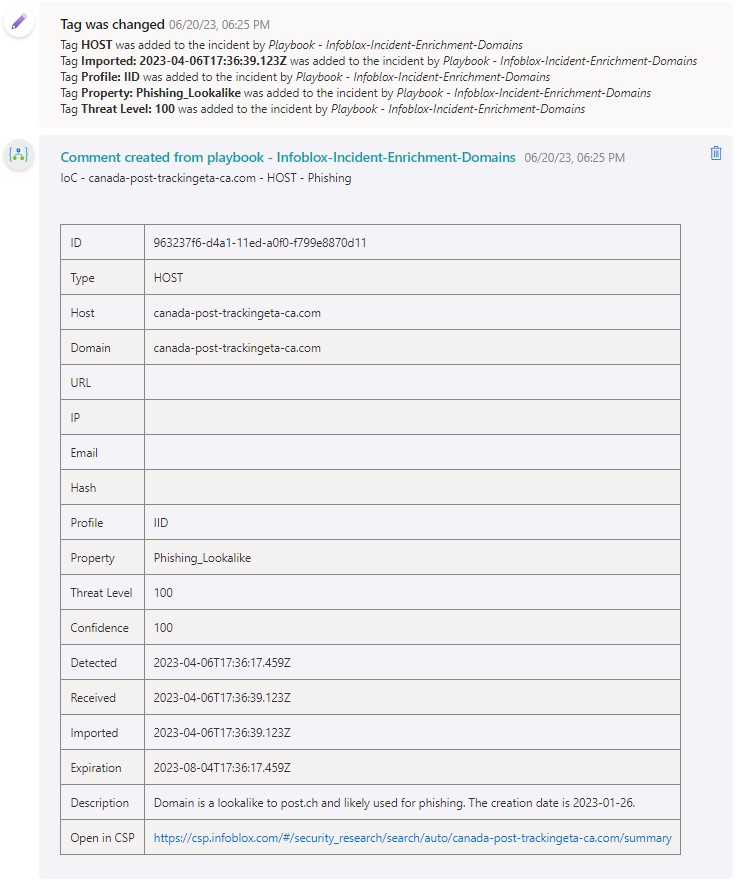 Tag was changed 06/20/23, 06:25 PM
Tag HOST was added to the incident by Playbook - Infoblox-Incident-Enrichment-Domains
Tag Imported: 2023-04-06T17:36:39.123Z was added to the incident by Playbook - Infoblox-Incident-Enrichment-Domains
Tag Profile: IID was added to the incident by Playbook - Infoblox-Incident-Enrichment-Domains
Tag Property: Phishing_Lookalike was added to the incident by Playbook - Infoblox-Incident-Enrichment-Domains
Tag Threat Level: 100 was added to the incident by Playbook - Infoblox-Incident-Enrichment-Domains
Comment created from playbook - Infoblox-Incident-Enrichment-Domains 06/20/23, 06:25 PM
IoC - canada-post-trackingeta-ca.com - HOST - Phishing
ID 963237f6-d4a1-11ed-a0f0-f799e8870d11
Type HOST
Host canada-post-trackingeta-ca.com
Domain canada-post-trackingeta-ca.com
URL
IP
Email
Hash
Profile IID
Property Phishing_Lookalike
Threat Level 100
Confidence 100
Detected 2023-04-06T17:36:17.459Z
Received 2023-04-06T17:36:39.123Z
Imported 2023-04-06T17:36:39.123Z
Expiration 2023-08-04T17:36:17.459Z
Description Domain is a lookalike to post.ch and likely used for phishing. The creation date is 2023-01-26.
Open in CSP https://csp.infoblox.com/#/security_research/search/auto/canada-post-trackingeta-ca.com/summary